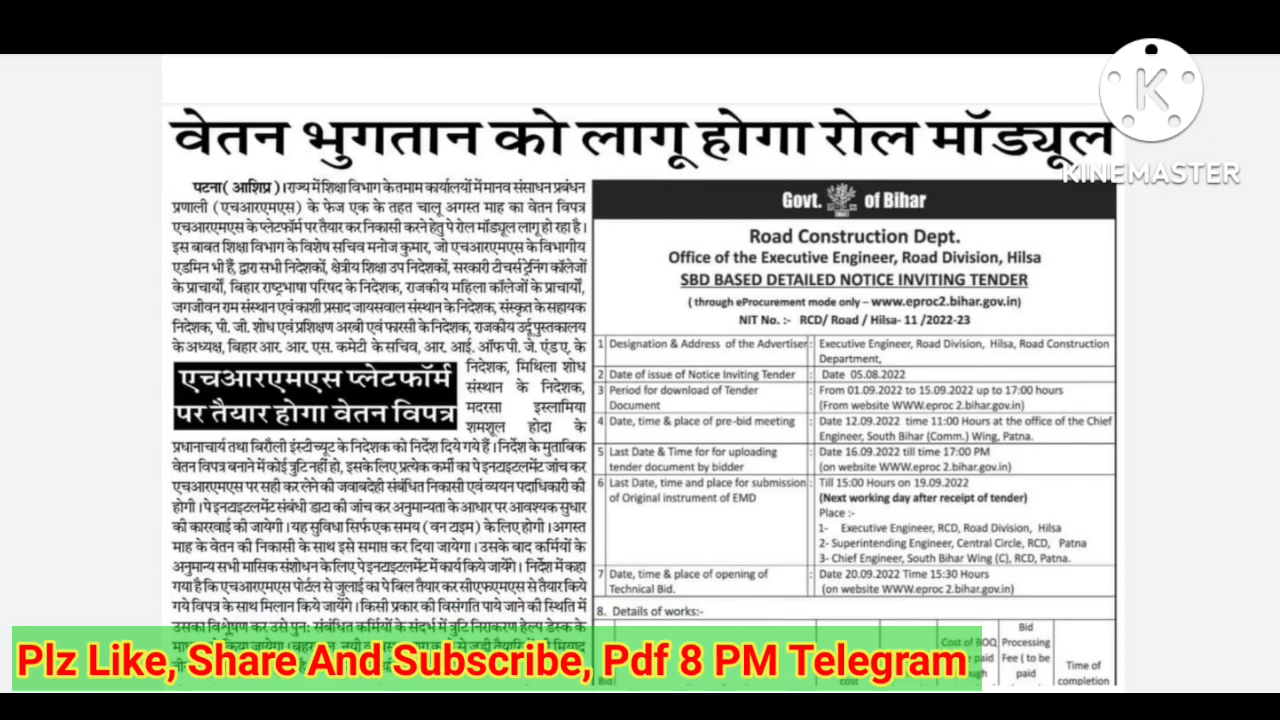 वेतन भुगतान को लागू होगा रोल मॉड्यूल
KINEMASTER
पटना ( आशिप्र )। राज्य में शिक्षा विभाग के तमाम कार्यालयों में मानव संसाधन प्रबंधन
प्रणाली (एचआरएमएस) के फेज एक के तहत चालू अगस्त माह का वेतन विपत्र
एचआरएमएस के प्लेटफॉर्म पर तैयार कर निकासी करने हेतु पे रोल मॉड्यूल लागू हो रहा है।
इस बाबत शिक्षा विभाग के विशेष सचिव मनोज कुमार, जो एचआरएमएस के विभागीय
एडमिन भी हैं, द्वारा सभी निदेशकों, क्षेत्रीय शिक्षा उप निदेशकों, सरकारी टीचर्स ट्रेनिंग कॉलेजों
के प्राचार्यों, बिहार राष्ट्रभाषा परिषद के निदेशक, राजकीय महिला कॉलेजों के प्राचार्यों,
जगजीवन राम संस्थान एवं काशी प्रसाद जायसवाल संस्थान के निदेशक, संस्कृत के सहायक
निदेशक, पी. जी. शोध एवं प्रशिक्षण अरबी एवं फारसी के निदेशक, राजकीय उर्दू पुस्तकालय
के अध्यक्ष, बिहार आर. आर. एस. कमेटी के सचिव, आर. आई. ऑफ पी. जे. एंड ए. के
निदेशक, मिथिला शोध
संस्थान के निदेशक,
मदरसा इस्लामिया
शमशूल होदा के
एचआरएमएस प्लेटफॉर्म
पर तैयार होगा वेतन विपत्र
प्रधानाचार्य तथा बिरौली इंस्टीच्यूट के निदेशक को निर्देश दिये गये हैं। निर्देश के मुताबिक
वेतन विपत्र बनाने में कोई त्रुटि नहीं हो, इसके लिए प्रत्येक कर्मी का पे इनटाइटलमेंट जांच कर
एचआरएमएस पर सही कर लेने की जवाबदेही संबंधित निकासी एवं व्ययन पदाधिकारी की
होगी। पे इनटाइटलमेंट संबंधी डाटा की जांच कर अनुमान्यता के आधार पर आवश्यक सुधार
की कारवाई की जायेगी। यह सुविधा सिर्फ एक समय (वन टाइम) के लिए होगी। अगस्त
माह के वेतन की निकासी के साथ इसे समाप्त कर दिया जायेगा। उसके बाद कर्मियों के
अनुमान्य सभी मासिक संशोधन के लिए पे इनटाइटलमेंट में कार्य किये जायेंगे। निर्देश में कहा
गया है कि एचआरएमएस पोर्टल से जुलाई का पे बिल तैयार कर सीएफएमएस से तैयार किये
गये विपत्र के साथ मिलान किये जायेंगे। किसी प्रकार की विसंगति पाये जाने की स्थिति में
उसका विश्लेषण कर उसे पुनः संबंधित कर्मियों के संदर्भ में त्रुटि निराकरण हेल्प डेस्क के
Govt. of Bihar
Road Construction Dept.
Office of the Executive Engineer, Road Division, Hilsa
SBD BASED DETAILED NOTICE INVITING TENDER
( through eProcurement mode only – www.eproc2.bihar.gov.in)
NIT No. :- RCD/ Road / Hilsa- 11 /2022-23
1 Designation & Address of the Advertiser : Executive Engineer, Road Division, Hilsa, Road Construction
Department,
2 Date of issue of Notice Inviting Tender : Date 05.08.2022
3 Period for download of Tender : From 01.09.2022 to 15.09.2022 up to 17:00 hours
Document (From website WWW.eproc 2.bihar.gov.in)
4 Date, time & place of pre-bid meeting : Date 12.09.2022 time 11:00 Hours at the office of the Chief
Engineer, South Bihar (Comm.) Wing, Patna.
5 Last Date & Time for for uploading : Date 16.09.2022 till time 17:00 PM
tender document by bidder (on website WWW.eproc 2.bihar.gov.in)
6 Last Date, time and place for submission : Till 15:00 Hours on 19.09.2022
of Original instrument of EMD (Next working day after receipt of tender)
Place :-
1- Executive Engineer, RCD, Road Division, Hilsa
2- Superintending Engineer, Central Circle, RCD, Patna
3- Chief Engineer, South Bihar Wing (C), RCD, Patna.
7 Date, time & place of opening of : Date 20.09.2022 Time 15:30 Hours
Technical Bid. (on website WWW.eproc 2.bihar.gov.in)
8. Details of works:-
Cost of BOQ
Bid
Processing
Fee ( to be
paid
Time of
completion
cost
Bid
Plz Like, Share And Subscribe, Pdf 8 PM Telegram